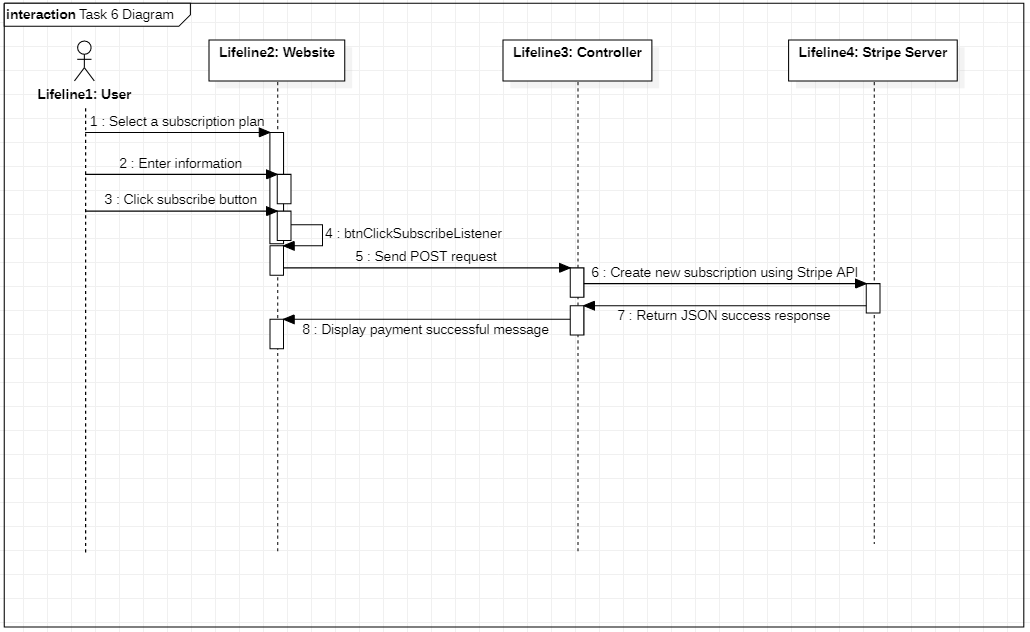 interaction Task 6 Diagram
Lifeline2: Website
Lifeline3: Controller
Lifeline4: Stripe Server
Lifeline1: User
1 : Select a subscription plan
2 : Enter information
3 : Click subscribe button
4 : btnClickSubscribeListener
5 : Send POST request
6 : Create new subscription using Stripe API
7 : Return JSON success response
8 : Display payment successful message